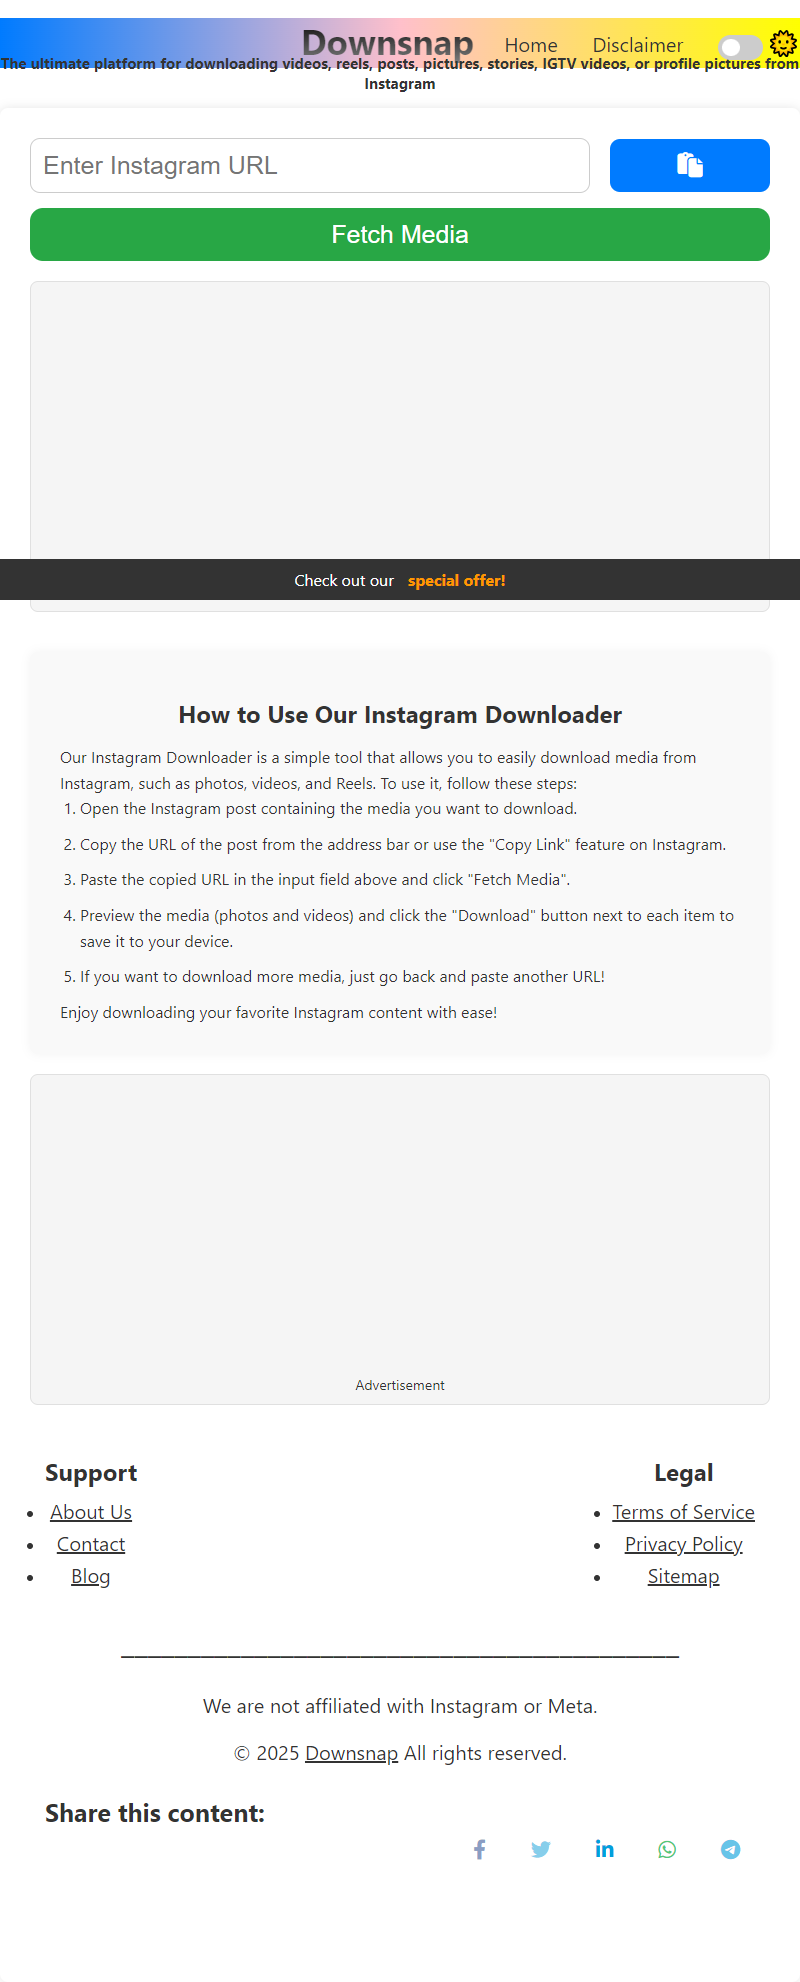 Downsnap Home Disclaimer
The ultimate platform for downloading videos, reels, posts, pictures, stories, IGTV videos, or profile pictures from
Instagram
Enter Instagram URL
Fetch Media
Check out our special offer!
How to Use Our Instagram Downloader
Our Instagram Downloader is a simple tool that allows you to easily download media from
Instagram, such as photos, videos, and Reels. To use it, follow these steps:
1. Open the Instagram post containing the media you want to download.
2. Copy the URL of the post from the address bar or use the "Copy Link" feature on Instagram.
3. Paste the copied URL in the input field above and click "Fetch Media".
4. Preview the media (photos and videos) and click the "Download" button next to each item to
save it to your device.
5. If you want to download more media, just go back and paste another URL!
Enjoy downloading your favorite Instagram content with ease!
Advertisement
Support
• About Us
• Contact
• Blog
Legal
• Terms of Service
• Privacy Policy
• Sitemap
We are not affiliated with Instagram or Meta.
© 2025 Downsnap All rights reserved.
Share this content: